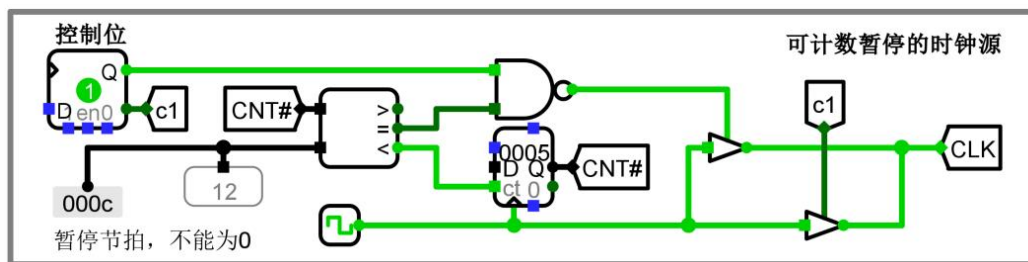 控制位
可计数暂停的时钟源
Q
1
D
en0
c1
CNT#
>
=
<
0005
D Q
ct 0
CNT#
c1
CLK
000c
12
暂停节拍，不能为0